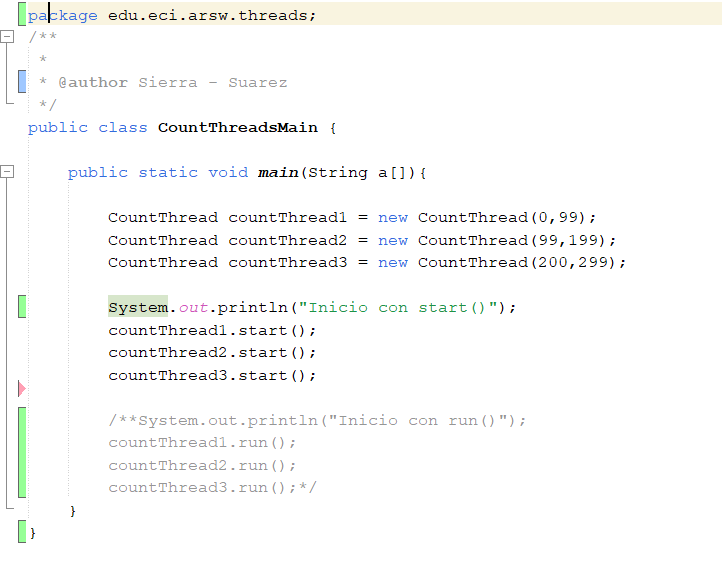 package edu.eci.arsw.threads;
/**
 *
 * @author Sierra - Suarez
 */
public class CountThreadsMain {
    public static void main(String a[]){
        CountThread countThread1 = new CountThread(0,99);
        CountThread countThread2 = new CountThread(99,199);
        CountThread countThread3 = new CountThread(200,299);
        System.out.println("Inicio con start()");
        countThread1.start();
        countThread2.start();
        countThread3.start();
        /**System.out.println("Inicio con run()");
        countThread1.run();
        countThread2.run();
        countThread3.run();*/
    }
}